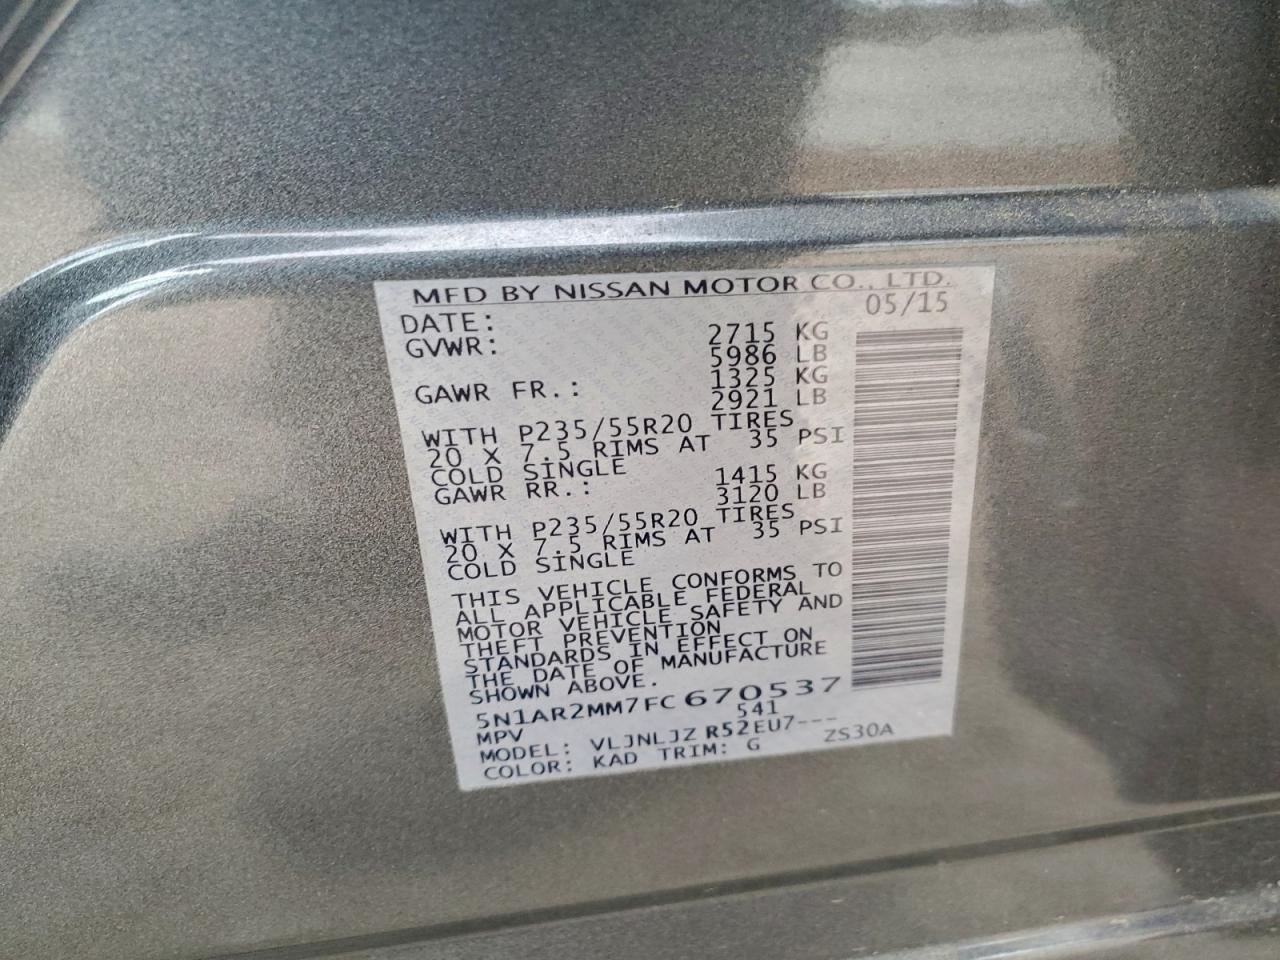 MFD BY NISSAN MOTOR CO., LTD.
DATE: 05/15
GVWR: 2715 KG
5986 LB
GAWR FR.: 1325 KG
2921 LB
WITH P235/55R20 TIRES
20 X 7.5 RIMS AT 35 PSI
COLD SINGLE
GAWR RR.: 1415 KG
3120 LB
WITH P235/55R20 TIRES
20 X 7.5 RIMS AT 35 PSI
COLD SINGLE
THIS VEHICLE CONFORMS TO
ALL APPLICABLE FEDERAL
MOTOR VEHICLE SAFETY AND
THEFT PREVENTION
STANDARDS IN EFFECT ON
THE DATE OF MANUFACTURE
SHOWN ABOVE.
5N1AR2MM7FC670537
MPV 541
MODEL: VLJNLJZ R52EU7---
COLOR: KAD TRIM: G ZS30A